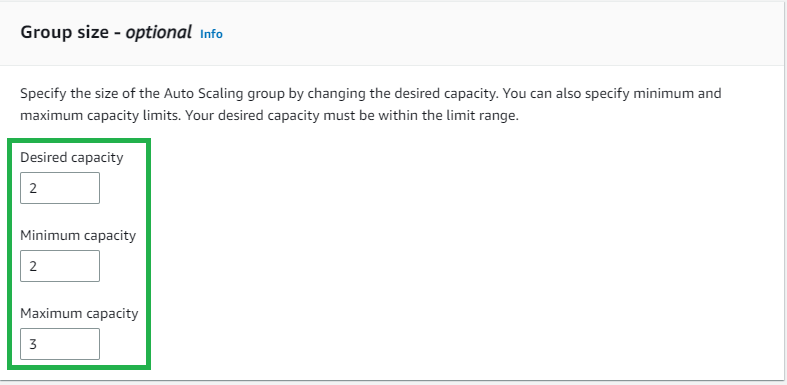 Group size - optional Info
Specify the size of the Auto Scaling group by changing the desired capacity. You can also specify minimum and
maximum capacity limits. Your desired capacity must be within the limit range.
Desired capacity
2
Minimum capacity
2
Maximum capacity
3